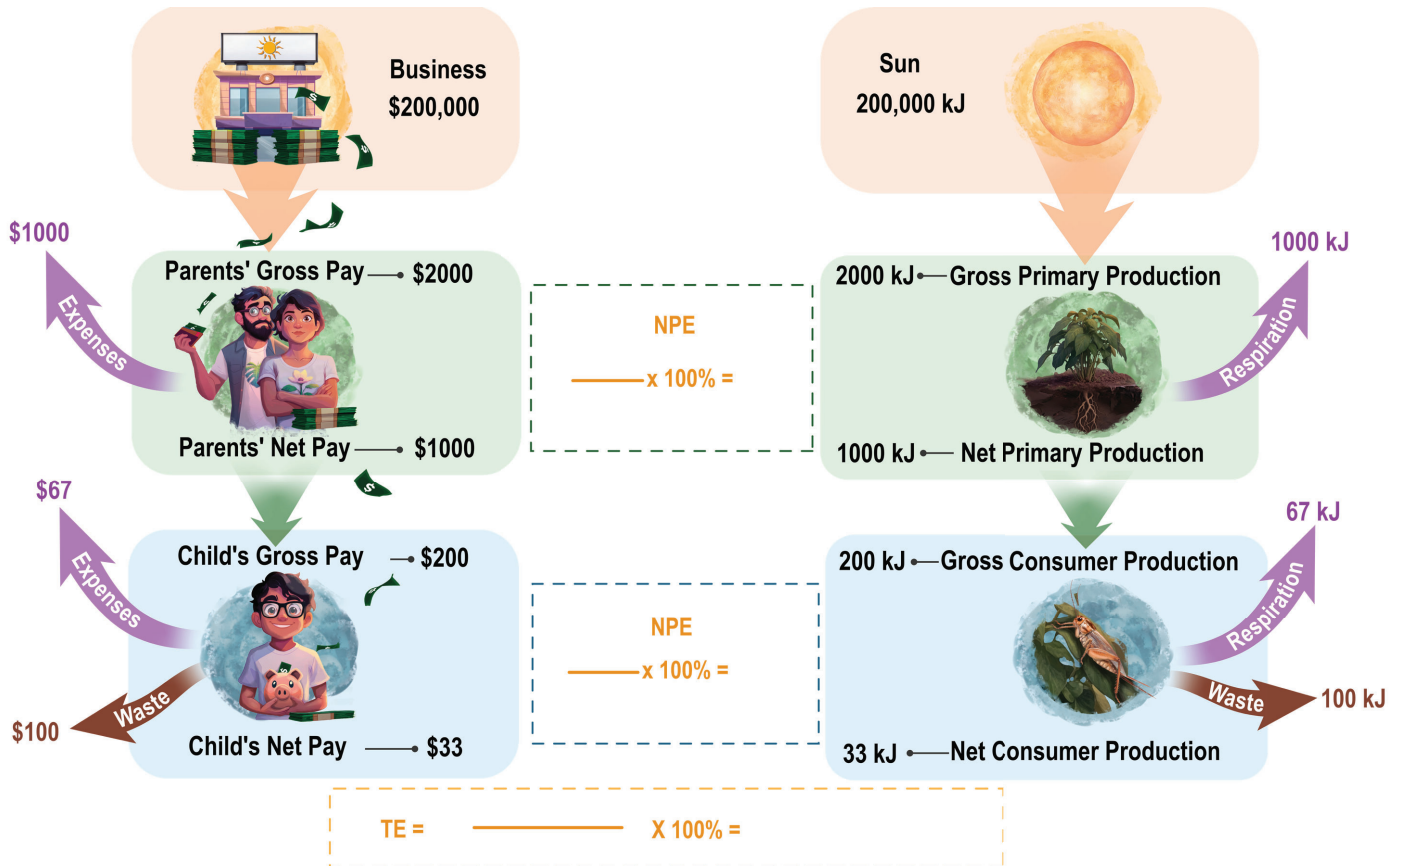 Business
$200,000
Sun
200,000 kJ
$1000
Expenses
Parents' Gross Pay
$2000
Parents' Net Pay
$1000
NPE
x 100% =
2000 kJ
Gross Primary Production
1000 kJ
Respiration
1000 kJ
Net Primary Production
$67
Expenses
Child's Gross Pay
$200
Waste
$100
Child's Net Pay
$33
NPE
x 100% =
200 kJ
Gross Consumer Production
67 kJ
Respiration
Waste
100 kJ
33 kJ
Net Consumer Production
TE = X 100% =